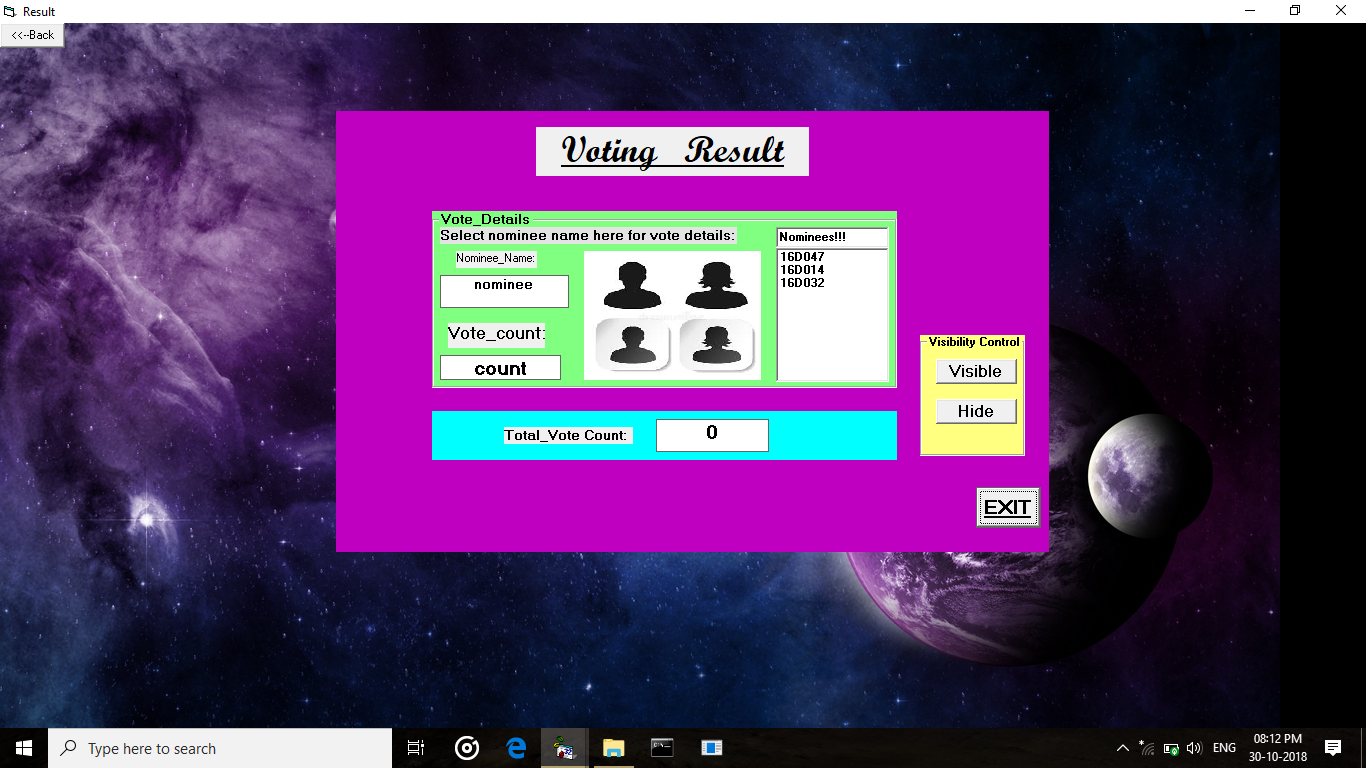 Result
<<--Back
Voting Result
Vote_Details
Select nominee name here for vote details:
Nominees!!!
Nominee_Name:
nominee
16D047
16D014
16D032
Vote_count:
count
Visibility Control
Visible
Hide
Total_Vote Count:
0
EXIT
Type here to search
ENG
08:12 PM
30-10-2018